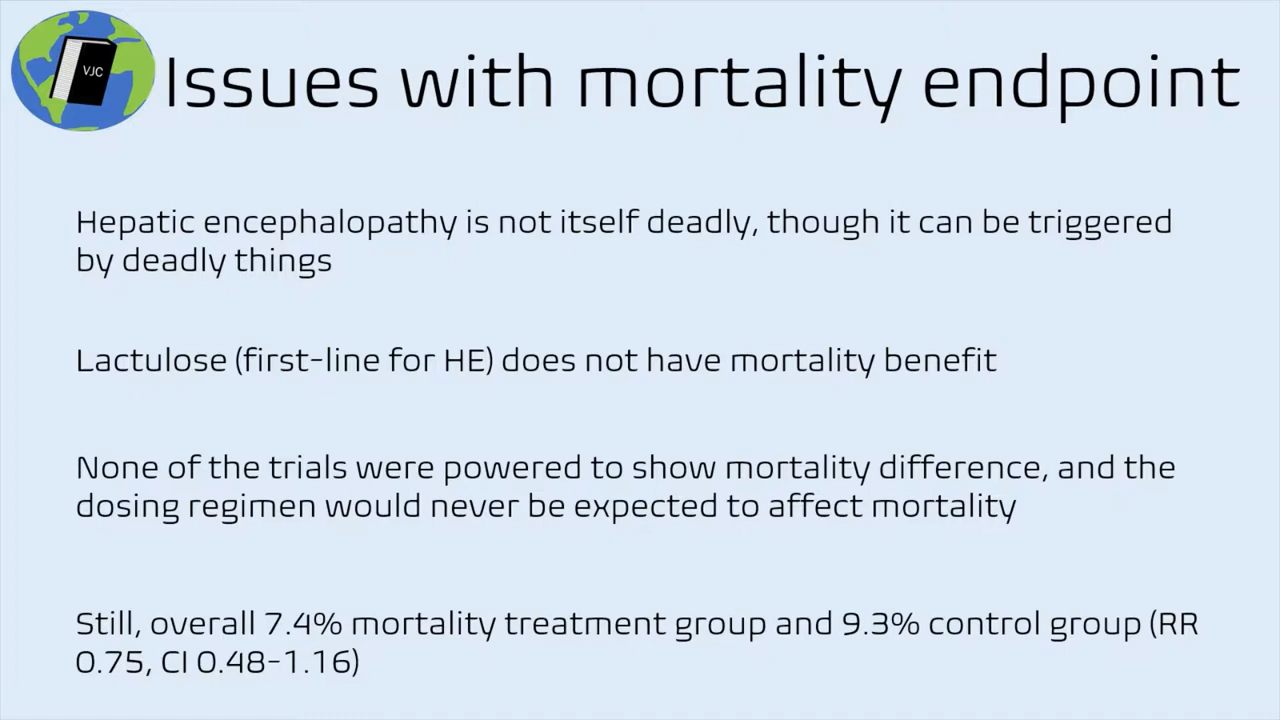 VJC
Issues with mortality endpoint
Hepatic encephalopathy is not itself deadly, though it can be triggered
by deadly things
Lactulose (first-line for HE) does not have mortality benefit
None of the trials were powered to show mortality difference, and the
dosing regimen would never be expected to affect mortality
Still, overall 7.4% mortality treatment group and 9.3% control group (RR
0.75, CI 0.48-1.16)